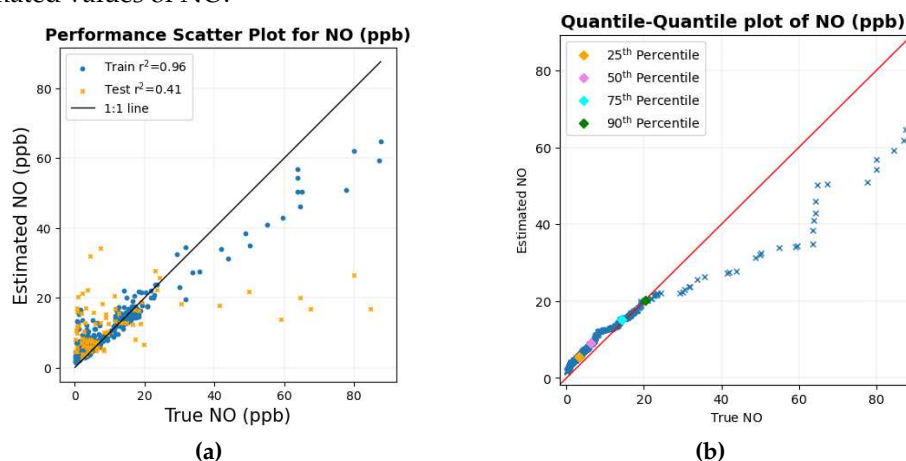 Performance Scatter Plot for NO (ppb)
Train r²=0.96
Test r²=0.41
1:1 line
80
60
40
20
0
Estimated NO (ppb)
0 20 40 60 80
True NO (ppb)
(a)
Quantile-Quantile plot of NO (ppb)
25th Percentile
50th Percentile
75th Percentile
90th Percentile
80
60
40
20
0
Estimated NO
0 20 40 60 80
True NO
(b)